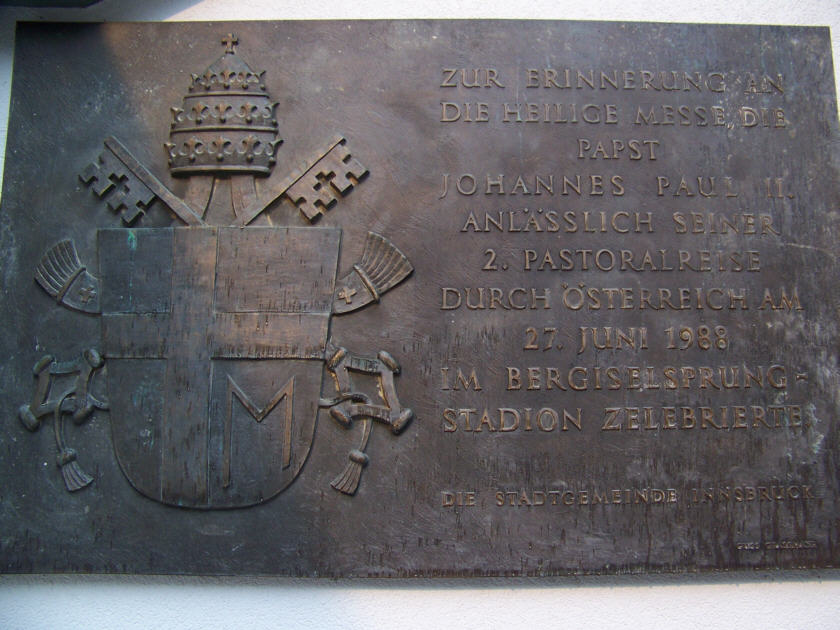 ZUR ERINNERUNG AN
DIE HEILIGE MESSE, DIE
PAPST
JOHANNES PAUL II.
ANLÄSSLICH SEINER
2. PASTORALREISE
DURCH ÖSTERREICH AM
27. JUNI 1988
IM BERGISELSPRUNG-
STADION ZELEBRIERTE.
M
DIE STADTGEMEINDE INNSBRUCK